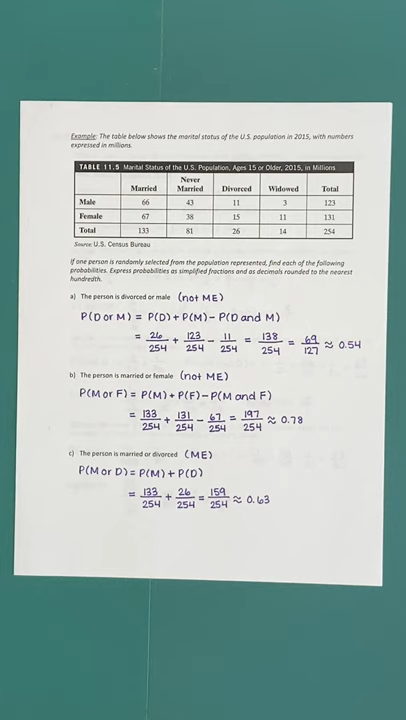 Example: The table below shows the marital status of the U.S. population in 2015, with numbers
expressed in millions.
TABLE 11.5 Marital Status of the U.S. Population, Ages 15 or Older, 2015, in Millions
Married Never Married Divorced Widowed Total
Male 66 43 11 3 123
Female 67 38 15 11 131
Total 133 81 26 14 254
Source: U.S. Census Bureau
If one person is randomly selected from the population represented, find each of the following
probabilities. Express probabilities as simplified fractions and as decimals rounded to the nearest
hundredth.
a) The person is divorced or male (not ME)
P(D or M) = P(D) + P(M) - P(D and M)
= 26/254 + 123/254 - 11/254 = 138/254 = 69/127 ≈ 0.54
b) The person is married or female (not ME)
P(M or F) = P(M) + P(F) - P(M and F)
= 133/254 + 131/254 - 67/254 = 197/254 ≈ 0.78
c) The person is married or divorced (ME)
P(M or D) = P(M) + P(D)
= 133/254 + 26/254 = 159/254 ≈ 0.63